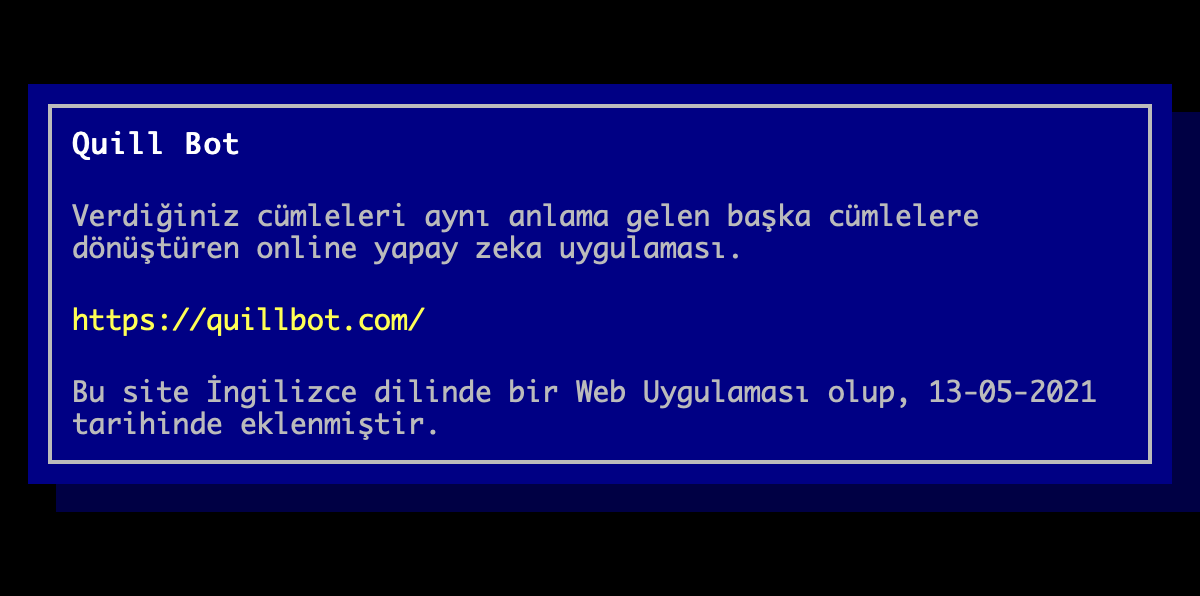 Quill Bot
Verdiğiniz cümleleri aynı anlama gelen başka cümlelere
dönüştüren online yapay zeka uygulaması.
https://quillbot.com/
Bu site İngilizce dilinde bir Web Uygulaması olup, 13-05-2021
tarihinde eklenmiştir.